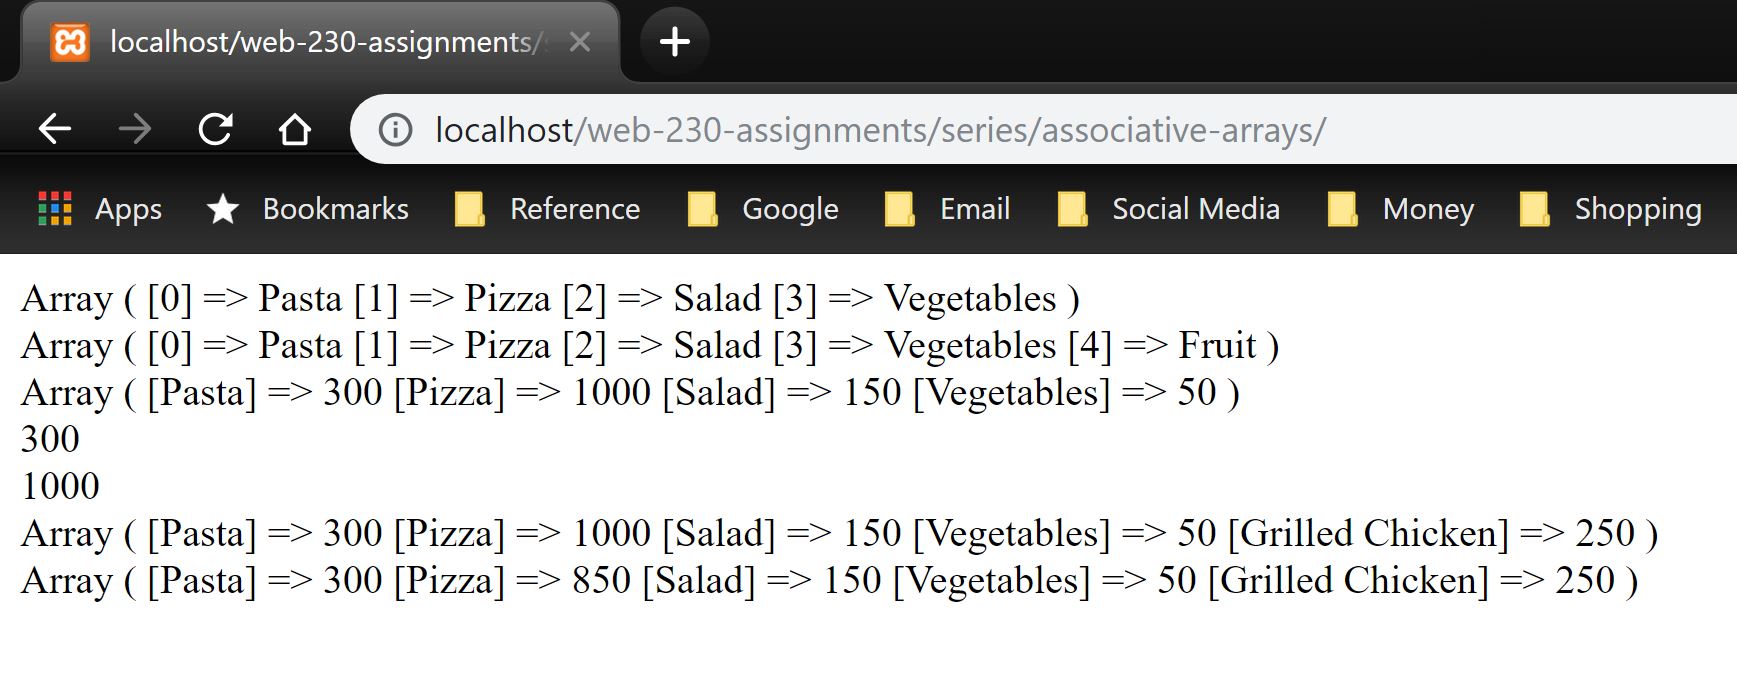 localhost/web-230-assignments/
localhost/web-230-assignments/series/associative-arrays/
Apps Bookmarks Reference Google Email Social Media Money Shopping
Array ( [0] => Pasta [1] => Pizza [2] => Salad [3] => Vegetables )
Array ( [0] => Pasta [1] => Pizza [2] => Salad [3] => Vegetables [4] => Fruit )
Array ( [Pasta] => 300 [Pizza] => 1000 [Salad] => 150 [Vegetables] => 50 )
300
1000
Array ( [Pasta] => 300 [Pizza] => 1000 [Salad] => 150 [Vegetables] => 50 [Grilled Chicken] => 250 )
Array ( [Pasta] => 300 [Pizza] => 850 [Salad] => 150 [Vegetables] => 50 [Grilled Chicken] => 250 )